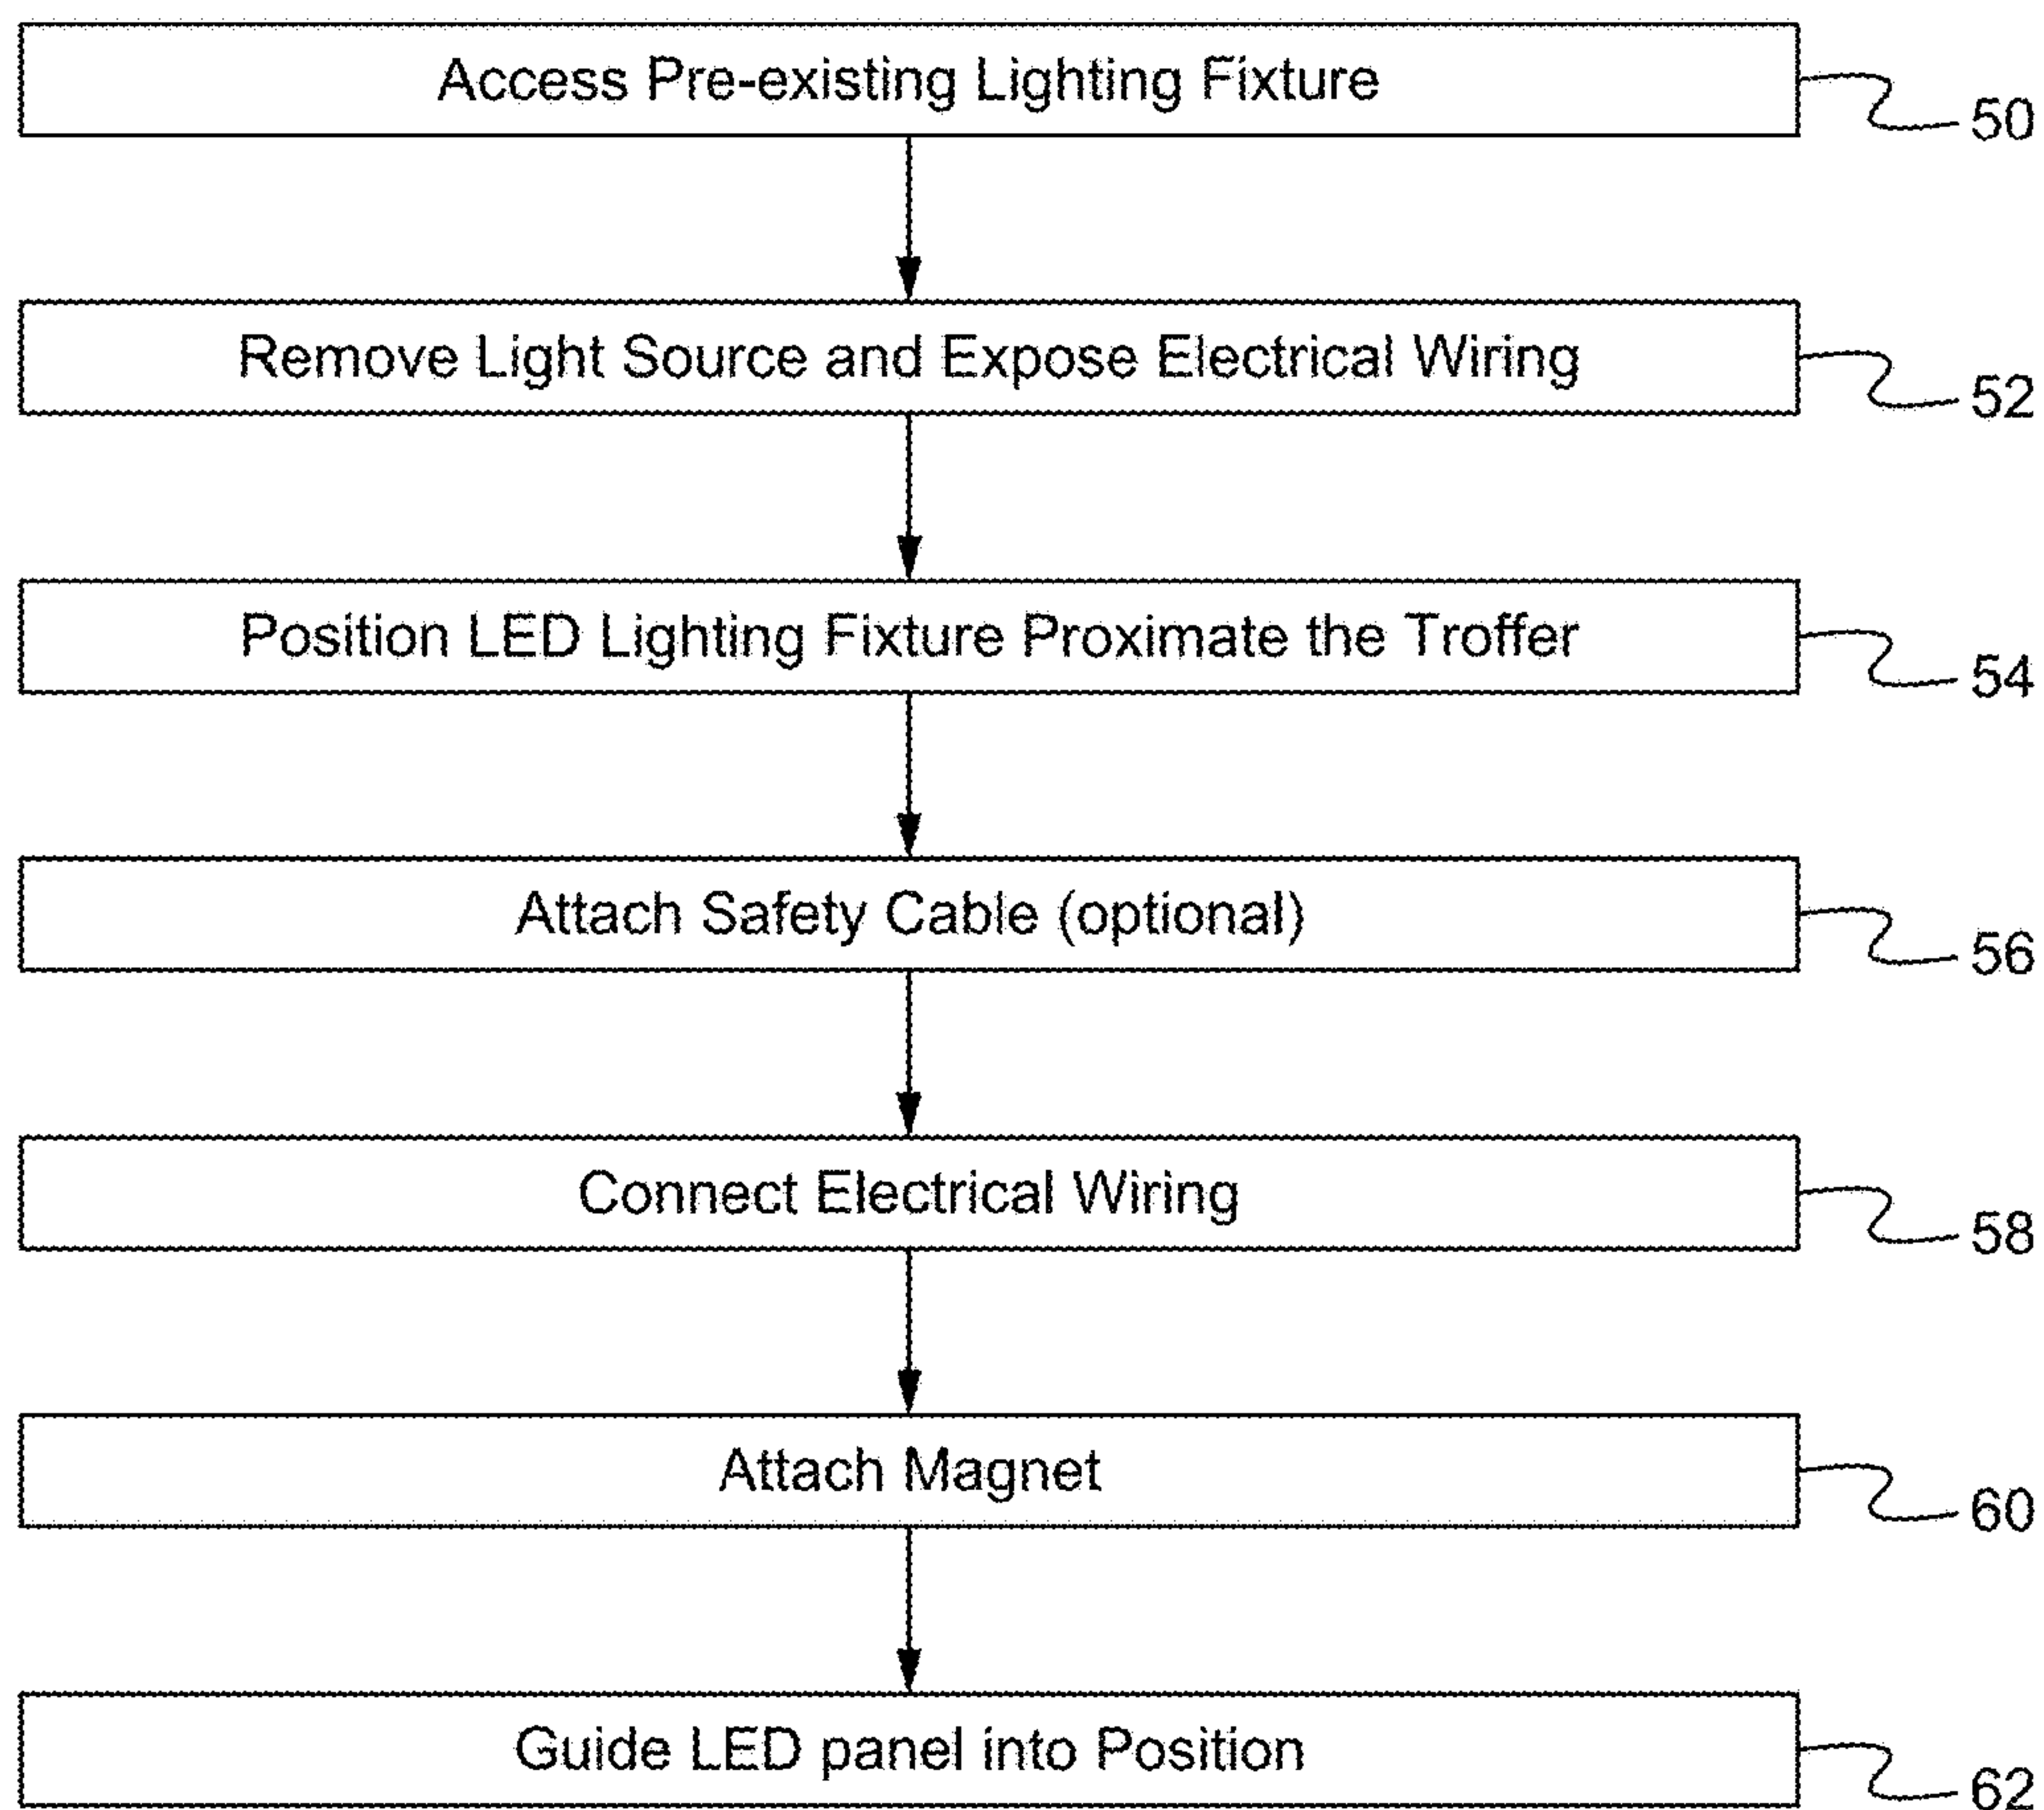 Access Pre-existing Lighting Fixture
50
Remove Light Source and Expose Electrical Wiring
52
Position LED Lighting Fixture Proximate the Troffer
54
Attach Safety Cable (optional)
56
Connect Electrical Wiring
58
Attach Magnet
60
Guide LED panel into Position
62